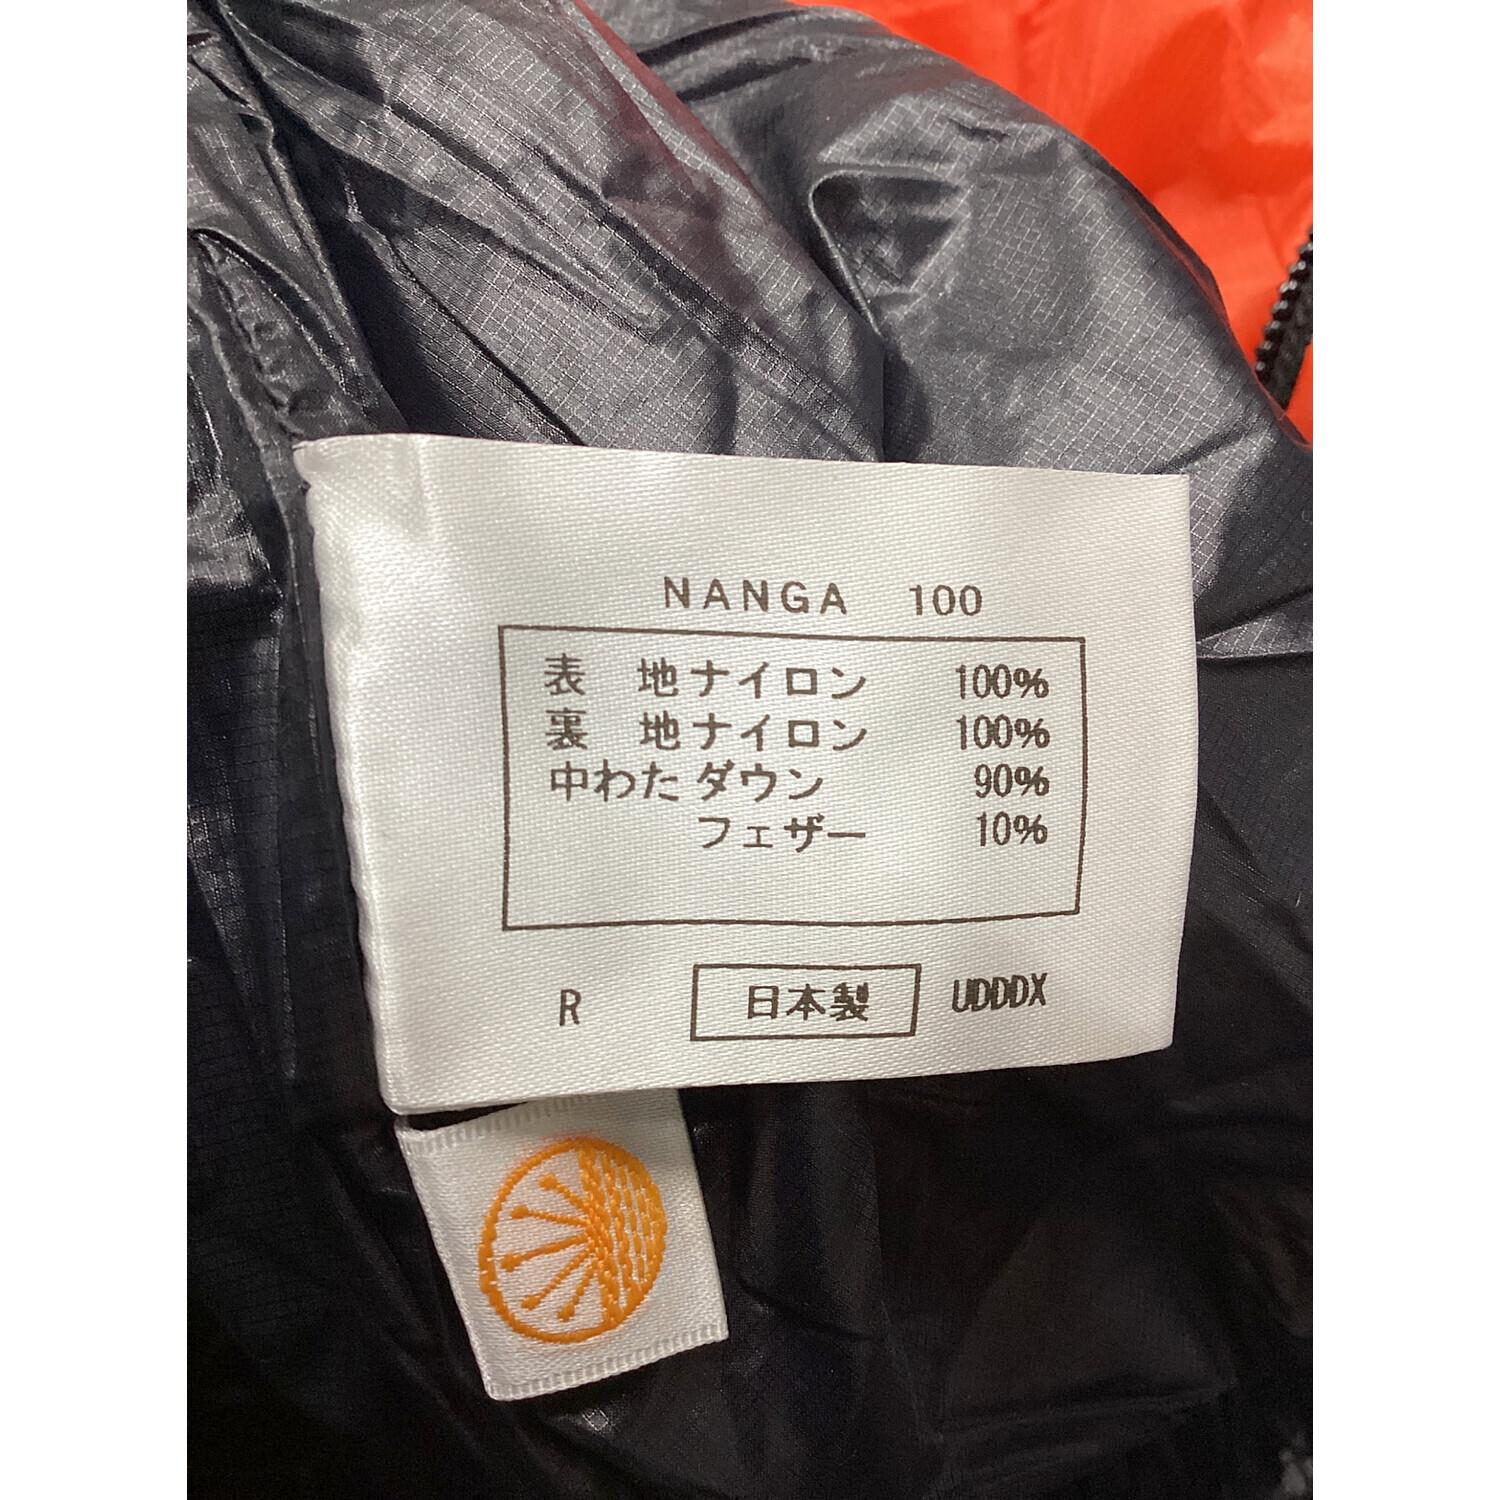 NANGA 100
表 地 ナイロン 100%
裏 地 ナイロン 100%
中わた ダウン 90%
フェザー 10%
R 日本製 UDDDX